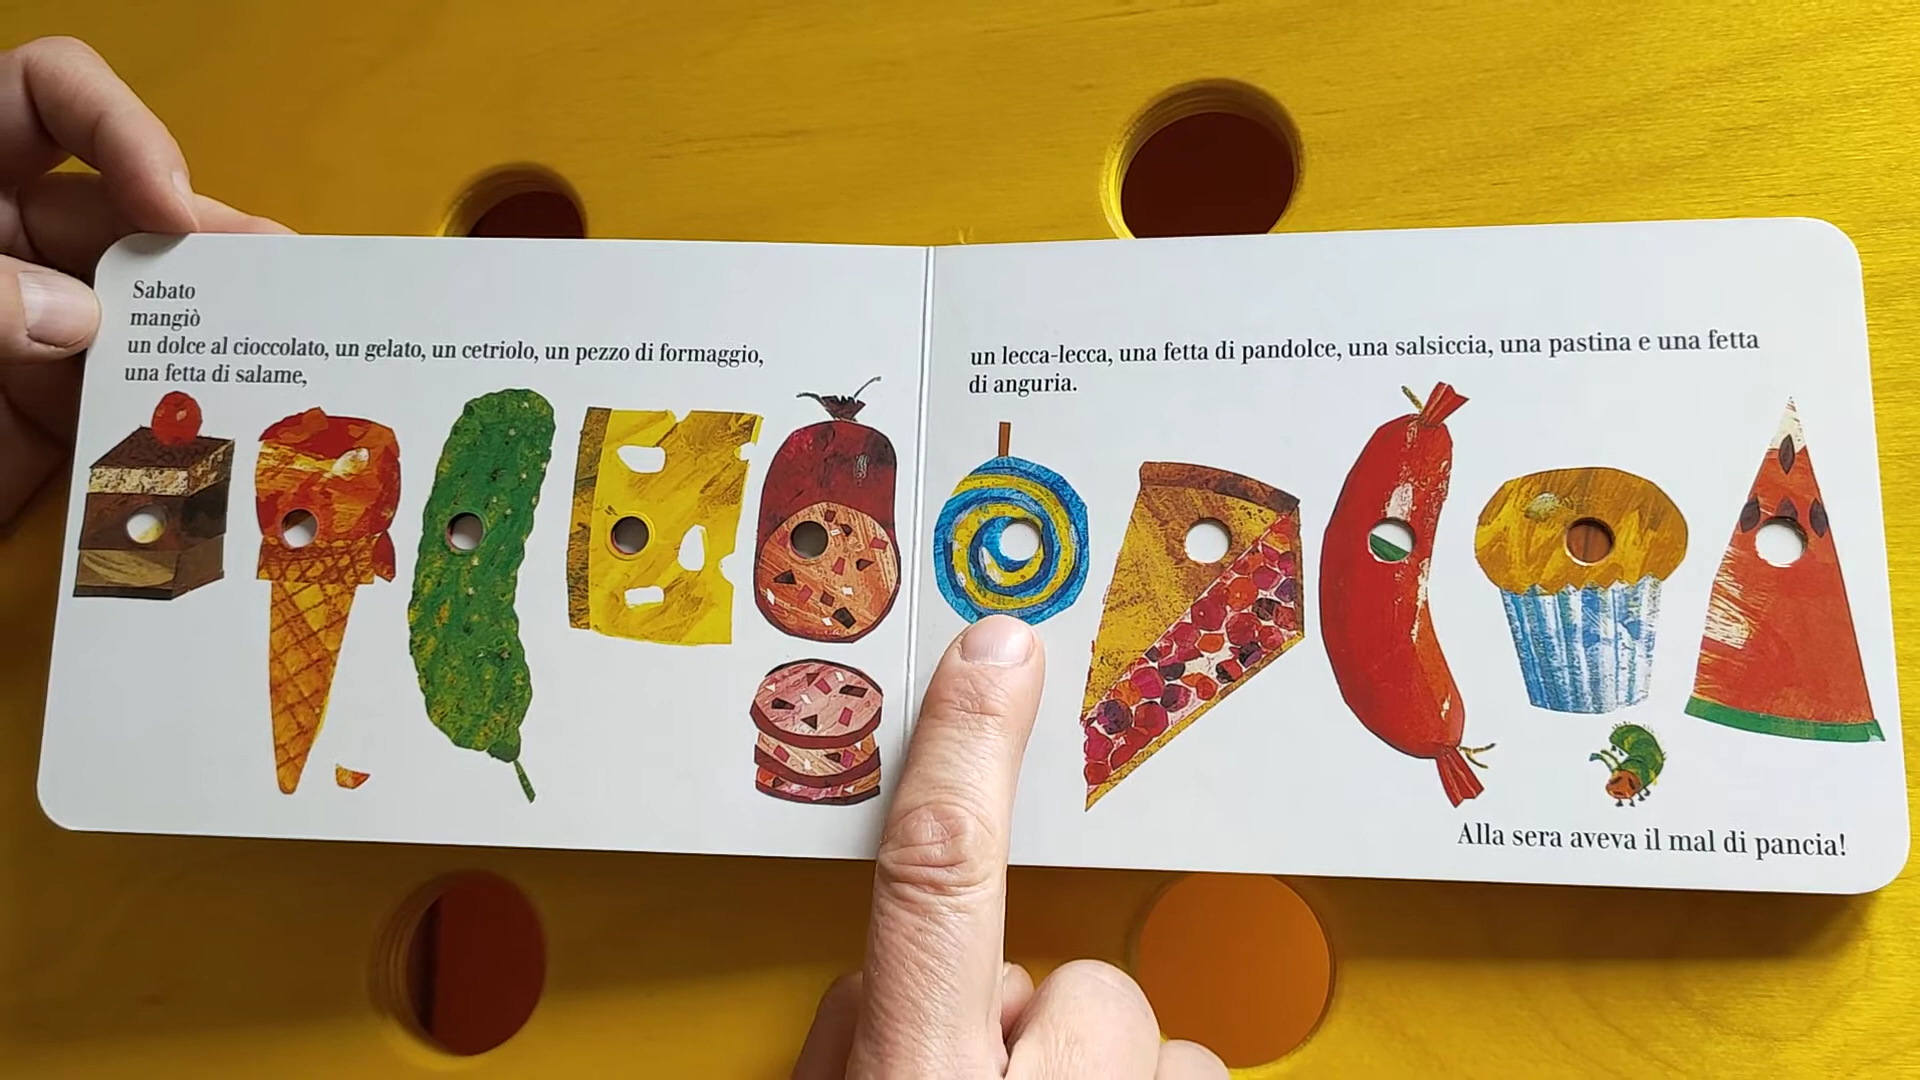 Sabato
mangiò
un dolce al cioccolato, un gelato, un cetriolo, un pezzo di formaggio,
una fetta di salame,
un lecca-lecca, una fetta di pandolce, una salsiccia, una pastina e una fetta
di anguria.
Alla sera aveva il mal di pancia!